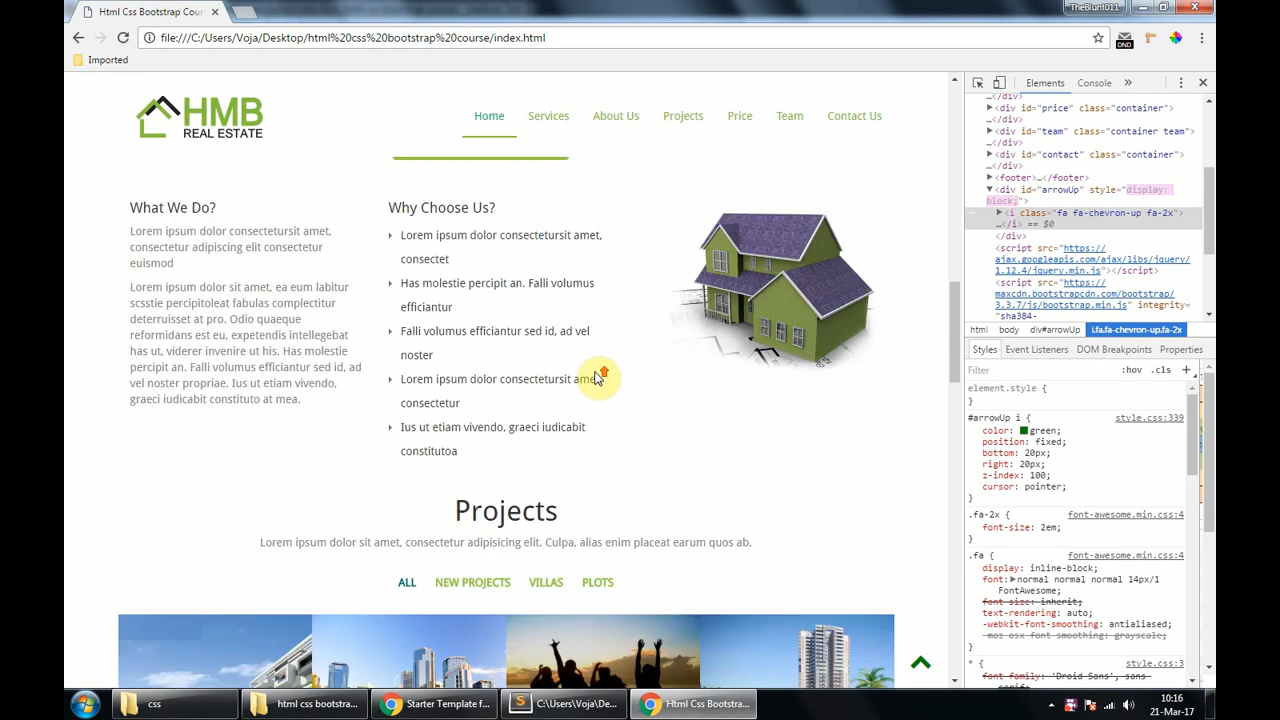 Html Css Bootstrap Cour
TheBlunt011
file:///C:/Users/Voja/Desktop/html%20css%20bootstrap%20course/index.html
DND
Imported
HMB
REAL ESTATE
Home
Services
About Us
Projects
Price
Team
Contact Us
What We Do?
Lorem ipsum dolor consectetursit amet,
consectetur adipiscing elit consectetur
euismod
Lorem ipsum dolor sit amet, ea eum labitur
scsstie percipitoleat fabulas complectitur
deterruisset at pro. Odio quaeque
reformidans est eu, expetendis intellegebat
has ut, viderer invenire ut his. Has molestie
percipit an. Falli volumus efficiantur sed id, ad
vel noster propriae. Ius ut etiam vivendo,
graeci iudicabit constituto at mea.
Why Choose Us?
Lorem ipsum dolor consectetursit amet,
consectet
Has molestie percipit an. Falli volumus
efficiantur
Falli volumus efficiantur sed id, ad vel
noster
Lorem ipsum dolor consectetursit
consectetur
Ius ut etiam vivendo, graeci iudicabit
constitutoa
Projects
Lorem ipsum dolor sit amet, consectetur adipisicing elit. Culpa, alias enim placeat earum quos ab.
ALL
NEW PROJECTS
VILLAS
PLOTS
Elements
Console
»
…</div>
<div id="price" class="container">
…</div>
<div id="team" class="container team">
…</div>
<div id="contact" class="container">
…</div>
<footer>…</footer>
<div id="arrowUp" style="display:
block;">
<i class="fa fa-chevron-up fa-2x">
…</i> == $0
</div>
<script src="https://
ajax.googleapis.com/ajax/libs/jquery/
1.12.4/jquery.min.js"></script>
<script src="https://
maxcdn.bootstrapcdn.com/bootstrap/
3.3.7/js/bootstrap.min.js" integrity=
"sha384-
html body div#arrowUp i.fa.fa-chevron-up.fa-2x
Styles
Event Listeners
DOM Breakpoints
Properties
Filter
:hov
.cls
+
element.style {
}
#arrowUp i { style.css:339
color: green;
position: fixed;
bottom: 20px;
right: 20px;
z-index: 100;
cursor: pointer;
}
.fa-2x { font-awesome.min.css:4
font-size: 2em;
}
.fa { font-awesome.min.css:4
display: inline-block;
font: normal normal normal 14px/1
FontAwesome;
font-size: inherit;
text-rendering: auto;
-webkit-font-smoothing: antialiased;
-moz-osx-font-smoothing: grayscale;
}
* { style.css:3
font-family: 'Droid Sans', sans-
serif;
css
html css bootstra...
Starter Template f...
C:\Users\Voja\De...
Html Css Bootstra...
10:16
21-Mar-17